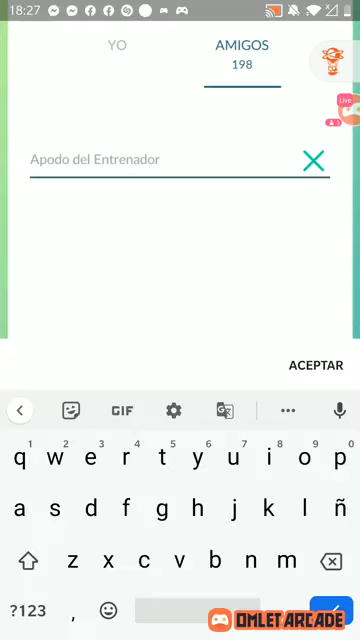 18:27
YO
AMIGOS
198
Live
Apodo del Entrenador
ACEPTAR
GIF
1 2 3 4 5 6 7 8 9 0
q w e r t y u i o p
a s d f g h j k l ñ
z x c v b n m
?123 , .
OMLET ARCADE